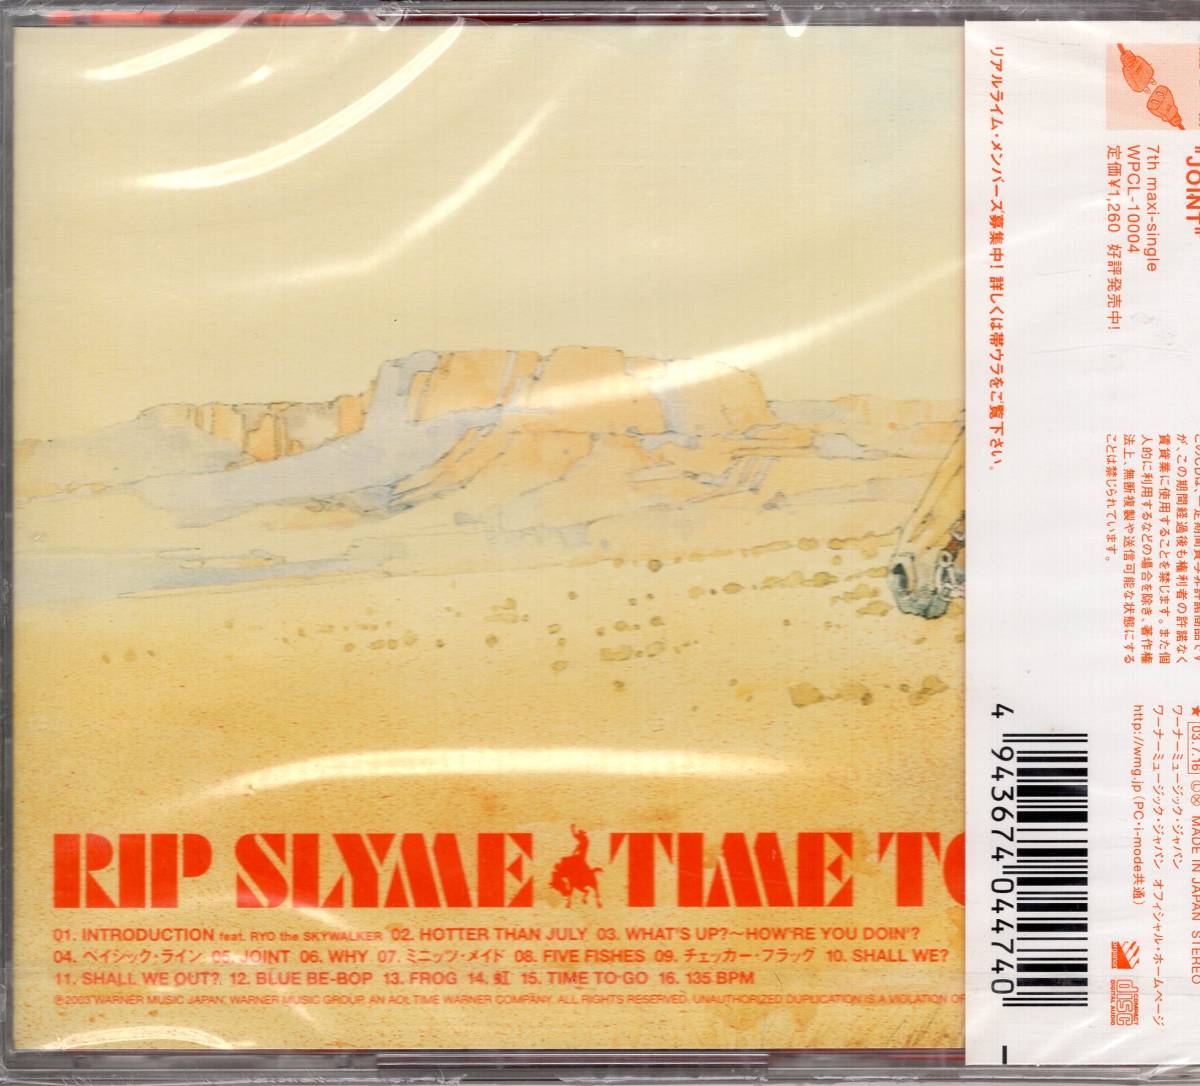 RIP SLYME TIME TO
01. INTRODUCTION feat. RYO the SKYWALKER 02. HOTTER THAN JULY 03. WHAT'S UP?〜HOW'RE YOU DOIN'?
04. ベイシック・ライン 05. JOINT 06. WHY 07. ミニッツ・メイド 08. FIVE FISHES 09. チェッカー・フラッグ 10. SHALL WE?
11. SHALL WE OUT? 12. BLUE BE-BOP 13. FROG 14. 虹 15. TIME TO GO 16. 135 BPM
℗2003 WARNER MUSIC JAPAN, WARNER MUSIC GROUP, AN AOL TIME WARNER COMPANY. ALL RIGHTS RESERVED. UNAUTHORIZED DUPLICATION IS A VIOLATION OF
"JOINT"
7th maxi-single
WPCL-10004
定価¥1,260 好評発売中!
リアルライム・メンバーズ募集中! 詳しくは帯ウラをご覧下さい。
が、この期間経過後も権利者の許諾なく
賃貸業に使用することを禁じます。また個
人的に利用するなどの場合を除き、著作権
法上、無断複製や送信可能な状態にする
ことは禁じられています。
★ 03.7.16 MADE IN JAPAN STEREO
ワーナーミュージック・ジャパン
ワーナーミュージック・ジャパン オフィシャル・ホームページ
http://wmg.jp (PC・i-mode共通)
COMPACT disc DIGITAL AUDIO
4 943674 044740